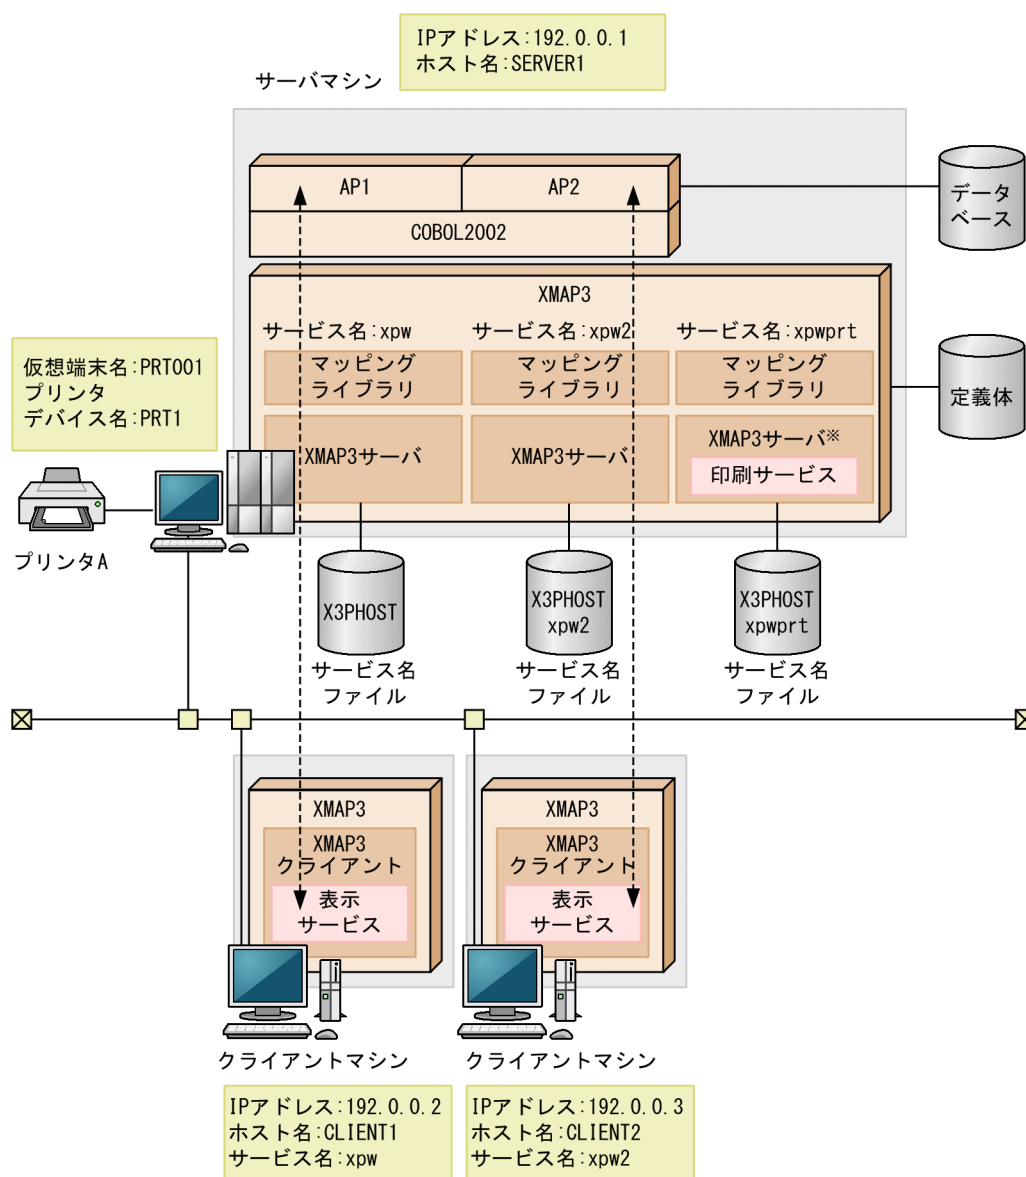 IPアドレス:192.0.0.1
ホスト名:SERVER1
サーバマシン
AP1
AP2
COBOL2002
データ
ベース
XMAP3
サービス名:xpw
サービス名:xpw2
サービス名:xpwprt
マッピング
ライブラリ
マッピング
ライブラリ
マッピング
ライブラリ
定義体
仮想端末名:PRT001
プリンタ
デバイス名:PRT1
XMAP3サーバ
XMAP3サーバ
XMAP3サーバ※
印刷サービス
プリンタA
X3PHOST
X3PHOST
xpw2
X3PHOST
xpwprt
サービス名
ファイル
サービス名
ファイル
サービス名
ファイル
XMAP3
XMAP3
クライアント
表示
サービス
XMAP3
XMAP3
クライアント
表示
サービス
クライアントマシン
クライアントマシン
IPアドレス:192.0.0.2
ホスト名:CLIENT1
サービス名:xpw
IPアドレス:192.0.0.3
ホスト名:CLIENT2
サービス名:xpw2